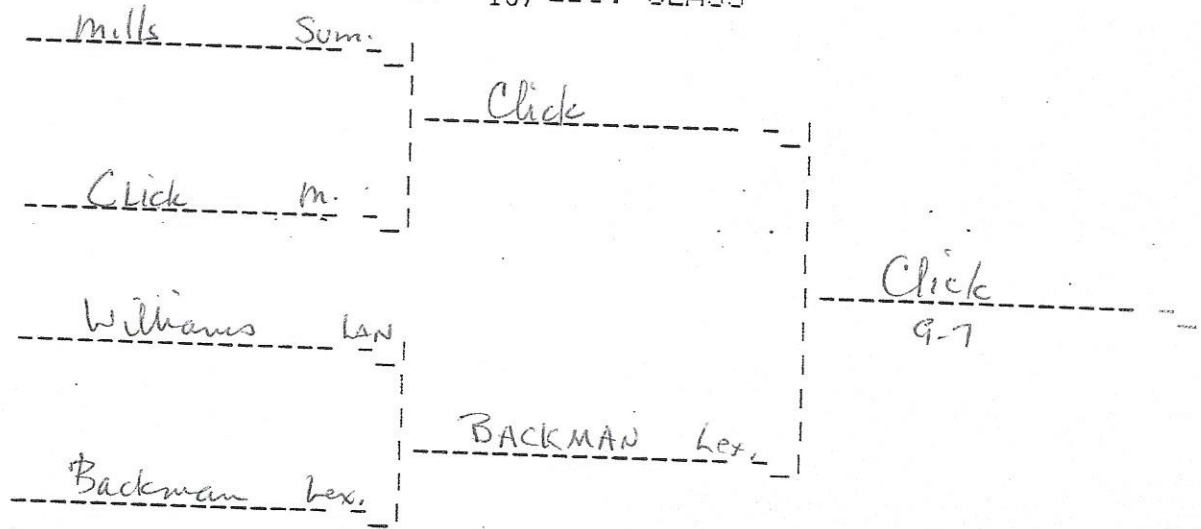 Mills Sum.
Click
Click M.
Click
9-7
Williams LAN
BACKMAN Lex.
Backman Lex.